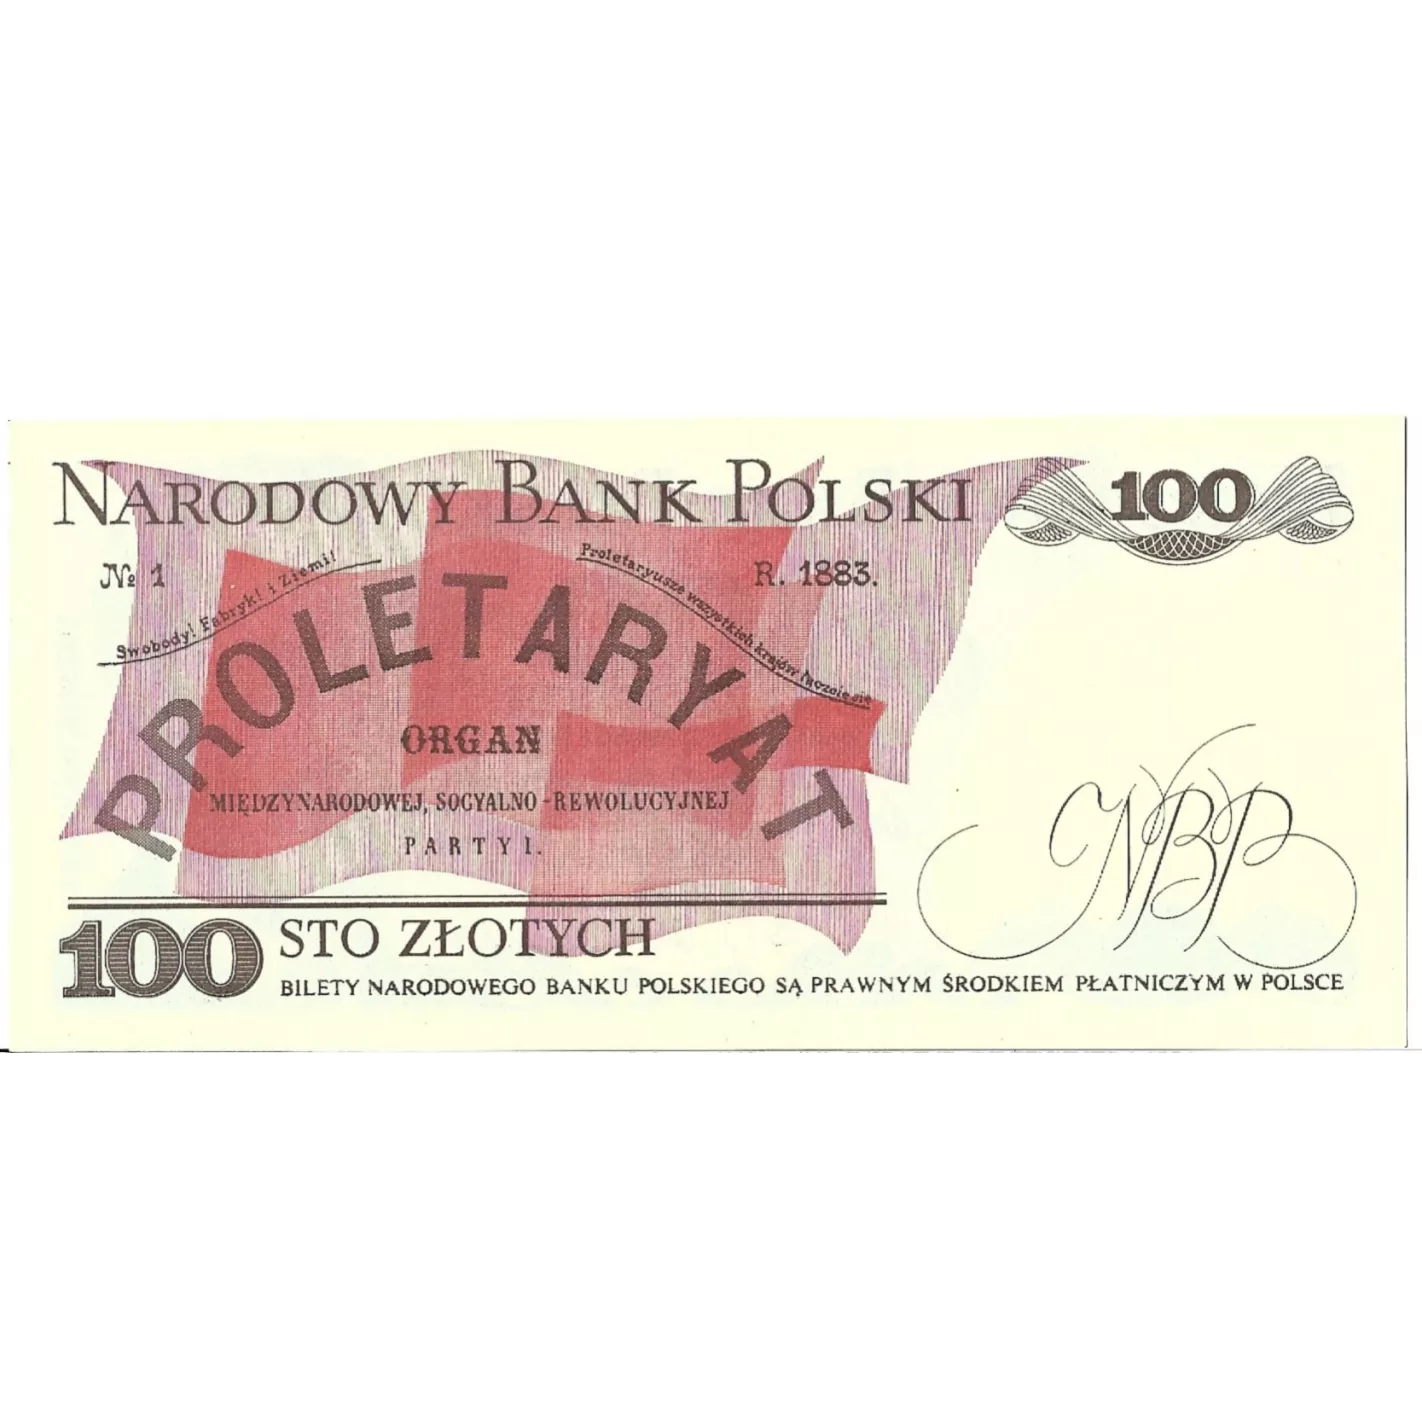 NARODOWY BANK POLSKI
100
№ 1
R. 1883.
Swobody! Fabryk! i Ziemi!
Proletaryusze wszystkich krajów łączcie się
PROLETARYAT
ORGAN
MIĘDZYNARODOWEJ, SOCYALNO-REWOLUCYJNEJ
PARTYI.
NBP
100 STO ZŁOTYCH
BILETY NARODOWEGO BANKU POLSKIEGO SĄ PRAWNYM ŚRODKIEM PŁATNICZYM W POLSCE